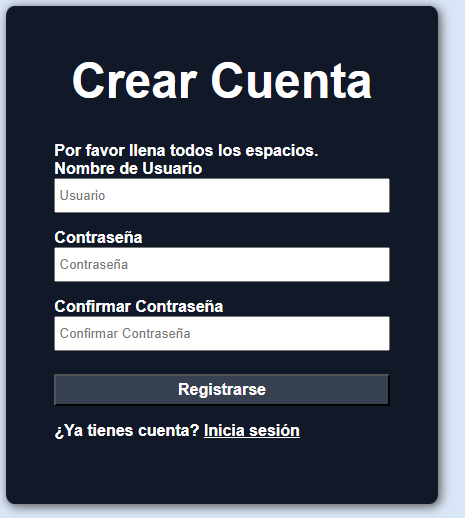 Crear Cuenta
Por favor llena todos los espacios.
Nombre de Usuario
Usuario
Contraseña
Contraseña
Confirmar Contraseña
Confirmar Contraseña
Registrarse
¿Ya tienes cuenta? Inicia sesión